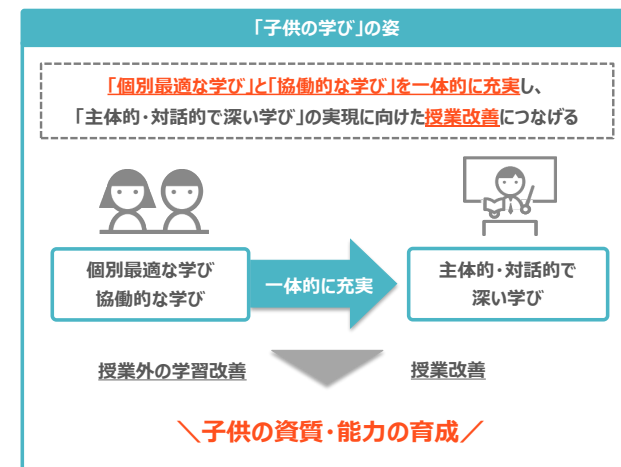 「子供の学び」の姿
「個別最適な学び」と「協働的な学び」を一体的に充実し、
「主体的・対話的で深い学び」の実現に向けた授業改善につなげる
個別最適な学び
協働的な学び
一体的に充実
主体的・対話的で
深い学び
授業外の学習改善
授業改善
＼子供の資質・能力の育成／